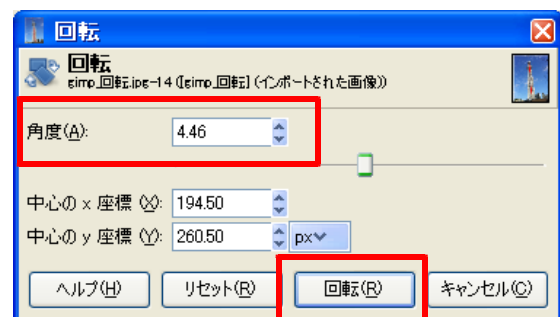 回転
回転
gimp_回転.jpg-14 ([gimp_回転] (インポートされた画像))
角度(A): 4.46
中心の x 座標 (X): 194.50
中心の y 座標 (Y): 260.50 px
ヘルプ(H) リセット(R) 回転(R) キャンセル(C)